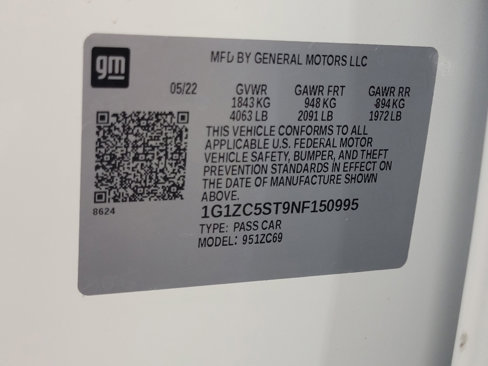 gm
MFD BY GENERAL MOTORS LLC
05/22 GVWR GAWR FRT GAWR RR
1843 KG 948 KG 894 KG
4063 LB 2091 LB 1972 LB
THIS VEHICLE CONFORMS TO ALL
APPLICABLE U.S. FEDERAL MOTOR
VEHICLE SAFETY, BUMPER, AND THEFT
PREVENTION STANDARDS IN EFFECT ON
THE DATE OF MANUFACTURE SHOWN
ABOVE.
8624
1G1ZC5ST9NF150995
TYPE: PASS CAR
MODEL: 951ZC69